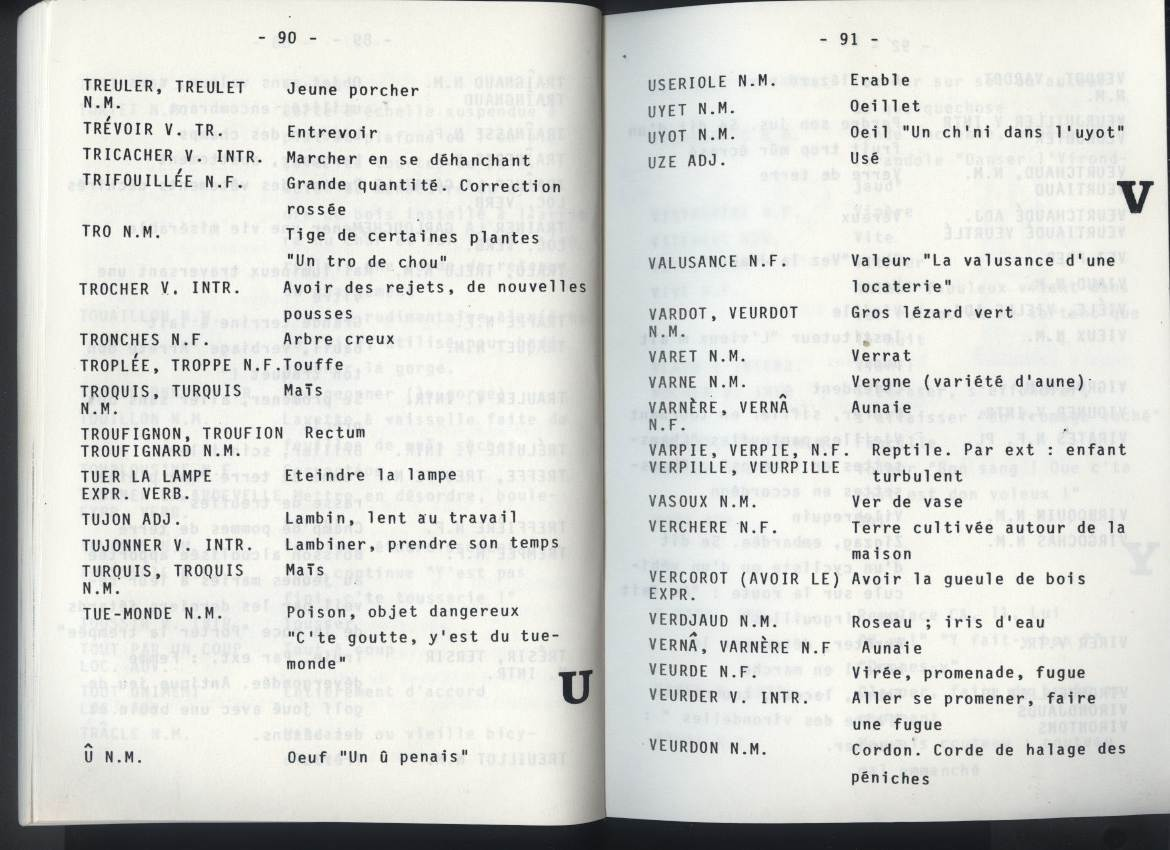 - 90 -
TREULER, TREULET Jeune porcher
N.M.
TRÉVOIR V. TR. Entrevoir
TRICACHER V. INTR. Marcher en se déhanchant
TRIFOUILLÉE N.F. Grande quantité. Correction
rossée
TRO N.M. Tige de certaines plantes
"Un tro de chou"
TROCHER V. INTR. Avoir des rejets, de nouvelles
pousses
TRONCHES N.F. Arbre creux
TROPLÉE, TROPPE N.F. Touffe
TROQUIS, TURQUIS Maïs
N.M.
TROUFIGNON, TROUFION Rectum
TROUFIGNARD N.M.
TUER LA LAMPE Eteindre la lampe
EXPR. VERB.
TUJON ADJ. Lambin, lent au travail
TUJONNER V. INTR. Lambiner, prendre son temps
TURQUIS, TROQUIS Maïs
N.M.
TUE-MONDE N.M. Poison, objet dangereux
"C'te goutte, y'est du tue-
monde"
U
Û N.M. Oeuf "Un û penais"
- 91 -
USERIOLE N.M. Erable
UYET N.M. Oeillet
UYOT N.M. Oeil "Un ch'ni dans l'uyot"
UZE ADJ. Usé
V
VALUSANCE N.F. Valeur "La valusance d'une
locaterie"
VARDOT, VEURDOT Gros lézard vert
N.M.
VARET N.M. Verrat
VARNE N.M. Vergne (variété d'aune)
VARNÈRE, VERNÂ Aunaie
N.F.
VARPIE, VERPIE, N.F. Reptile. Par ext : enfant
VERPILLE, VEURPILLE turbulent
VASOUX N.M. Ver de vase
VERCHERE N.F. Terre cultivée autour de la
maison
VERCOROT (AVOIR LE) Avoir la gueule de bois
EXPR.
VERDJAUD N.M. Roseau ; iris d'eau
VERNÂ, VARNÈRE N.F Aunaie
VEURDE N.F. Virée, promenade, fugue
VEURDER V. INTR. Aller se promener, faire
une fugue
VEURDON N.M. Cordon. Corde de halage des
péniches